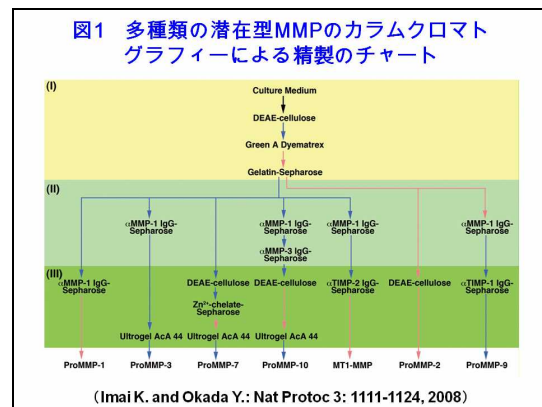 図1 多種類の潜在型MMPのカラムクロマト
グラフィーによる精製のチャート
(I)
Culture Medium
DEAE-cellulose
Green A Dyematrex
Gelatin-Sepharose
(II)
αMMP-1 IgG-
Sepharose
αMMP-1 IgG-
Sepharose
αMMP-3 IgG-
Sepharose
αMMP-1 IgG-
Sepharose
αMMP-1 IgG-
Sepharose
(III)
αMMP-1 IgG-
Sepharose
Ultrogel AcA 44
DEAE-cellulose
Zn²⁺-chelate-
Sepharose
Ultrogel AcA 44
DEAE-cellulose
Ultrogel AcA 44
αTIMP-2 IgG-
Sepharose
DEAE-cellulose
αTIMP-1 IgG-
Sepharose
ProMMP-1 ProMMP-3 ProMMP-7 ProMMP-10 MT1-MMP ProMMP-2 ProMMP-9
(Imai K. and Okada Y.: Nat Protoc 3: 1111-1124, 2008)